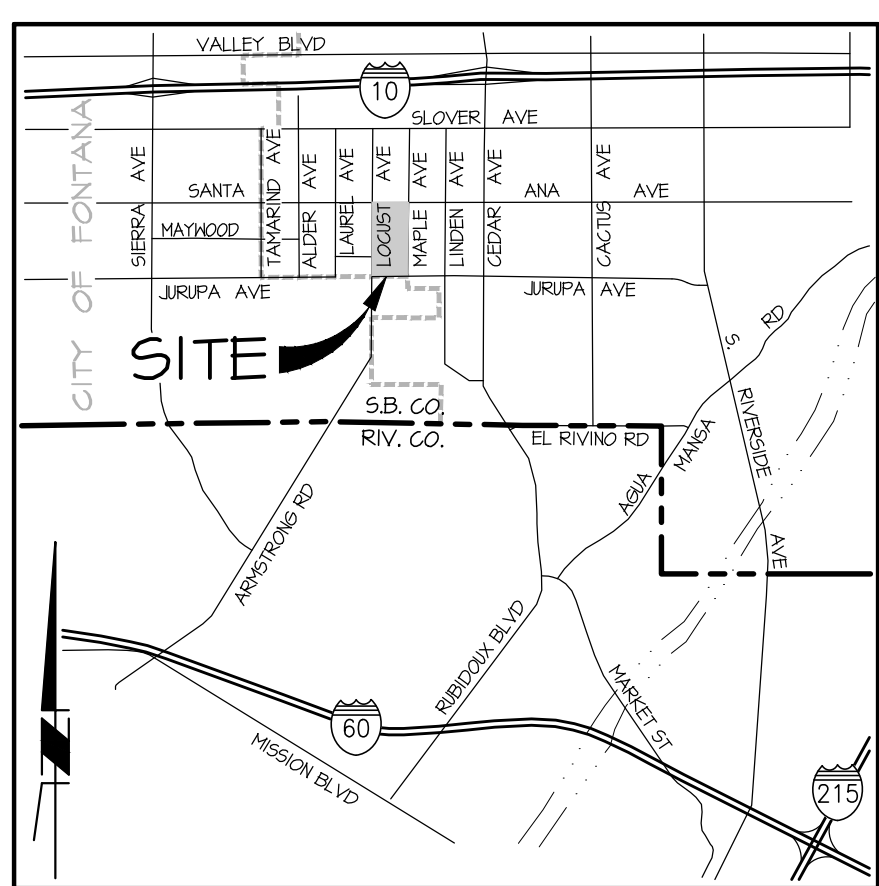 VALLEY BLVD
10
SLOVER AVE
CITY OF FONTANA
SIERRA AVE
TAMARIND AVE
ALDER AVE
LAUREL AVE
LOCUST AVE
MAPLE AVE
LINDEN AVE
CEDAR AVE
CACTUS AVE
SANTA ANA AVE
MAYWOOD
JURUPA AVE
JURUPA AVE
SITE
S.B. CO.
RIV. CO.
EL RIVINO RD
S. RIVERSIDE AVE
AGUA MANSA RD
ARMSTRONG RD
RUBIDOUX BLVD
MARKET ST
60
MISSION BLVD
215
N